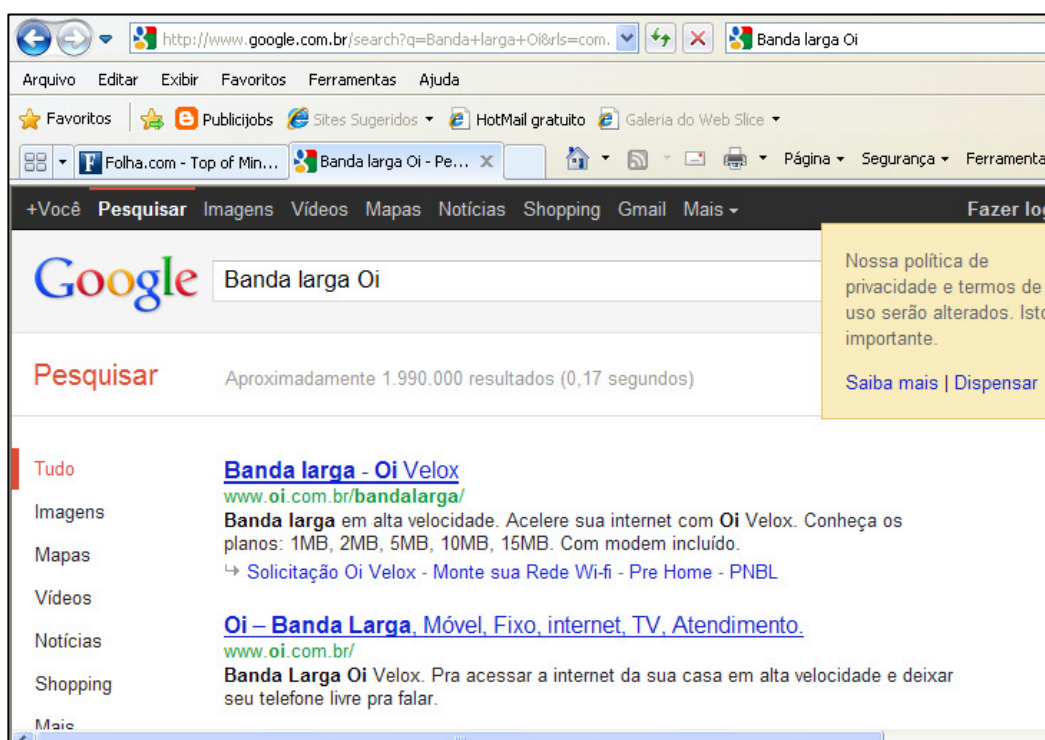 http://www.google.com.br/search?q=Banda+larga+Oi&rls=com. Banda larga Oi
Arquivo Editar Exibir Favoritos Ferramentas Ajuda
Favoritos Publicijobs Sites Sugeridos HotMail gratuito Galeria do Web Slice
Folha.com - Top of Min... Banda larga Oi - Pe... Página Segurança Ferramenta
+Você Pesquisar Imagens Vídeos Mapas Notícias Shopping Gmail Mais Fazer log
Nossa política de
privacidade e termos de
uso serão alterados. Isto
importante.
Saiba mais | Dispensar
Google Banda larga Oi
Pesquisar Aproximadamente 1.990.000 resultados (0,17 segundos)
Tudo
Imagens
Mapas
Vídeos
Notícias
Shopping
Mais
Banda larga - Oi Velox
www.oi.com.br/bandalarga/
Banda larga em alta velocidade. Acelere sua internet com Oi Velox. Conheça os
planos: 1MB, 2MB, 5MB, 10MB, 15MB. Com modem incluído.
Solicitação Oi Velox - Monte sua Rede Wi-fi - Pre Home - PNBL
Oi – Banda Larga, Móvel, Fixo, internet, TV, Atendimento.
www.oi.com.br/
Banda Larga Oi Velox. Pra acessar a internet da sua casa em alta velocidade e deixar
seu telefone livre pra falar.